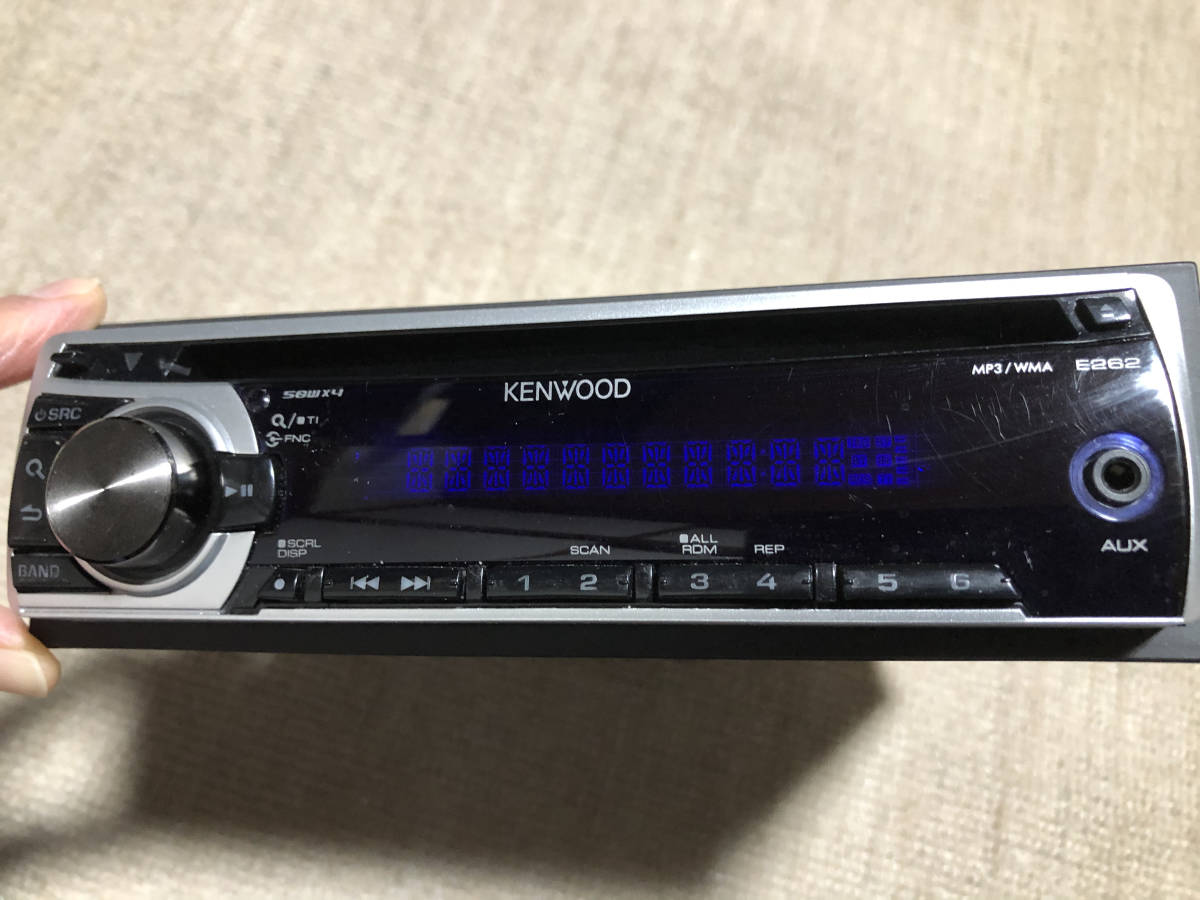 50W x4
KENWOOD
MP3/WMA E262
SRC
TI
FNC
BAND
SCRL
DISP
SCAN
ALL
RDM
REP
AUX
1 2 3 4 5 6